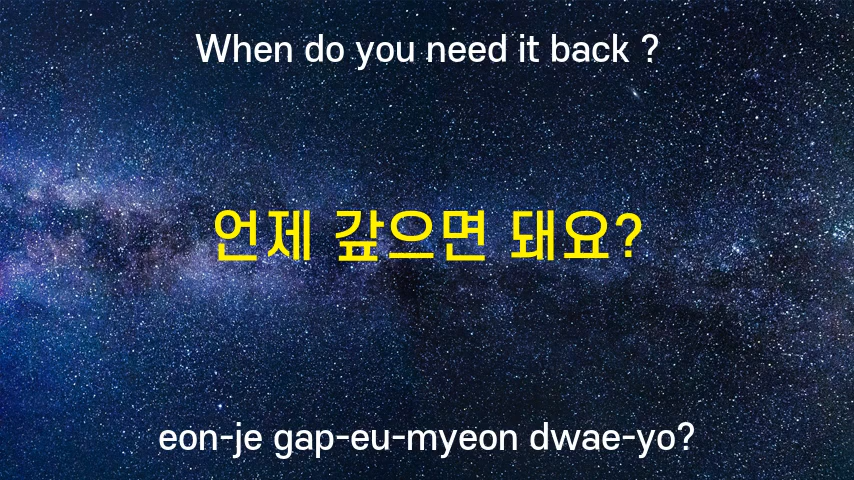 When do you need it back ?
언제 갚으면 돼요?
eon-je gap-eu-myeon dwae-yo?